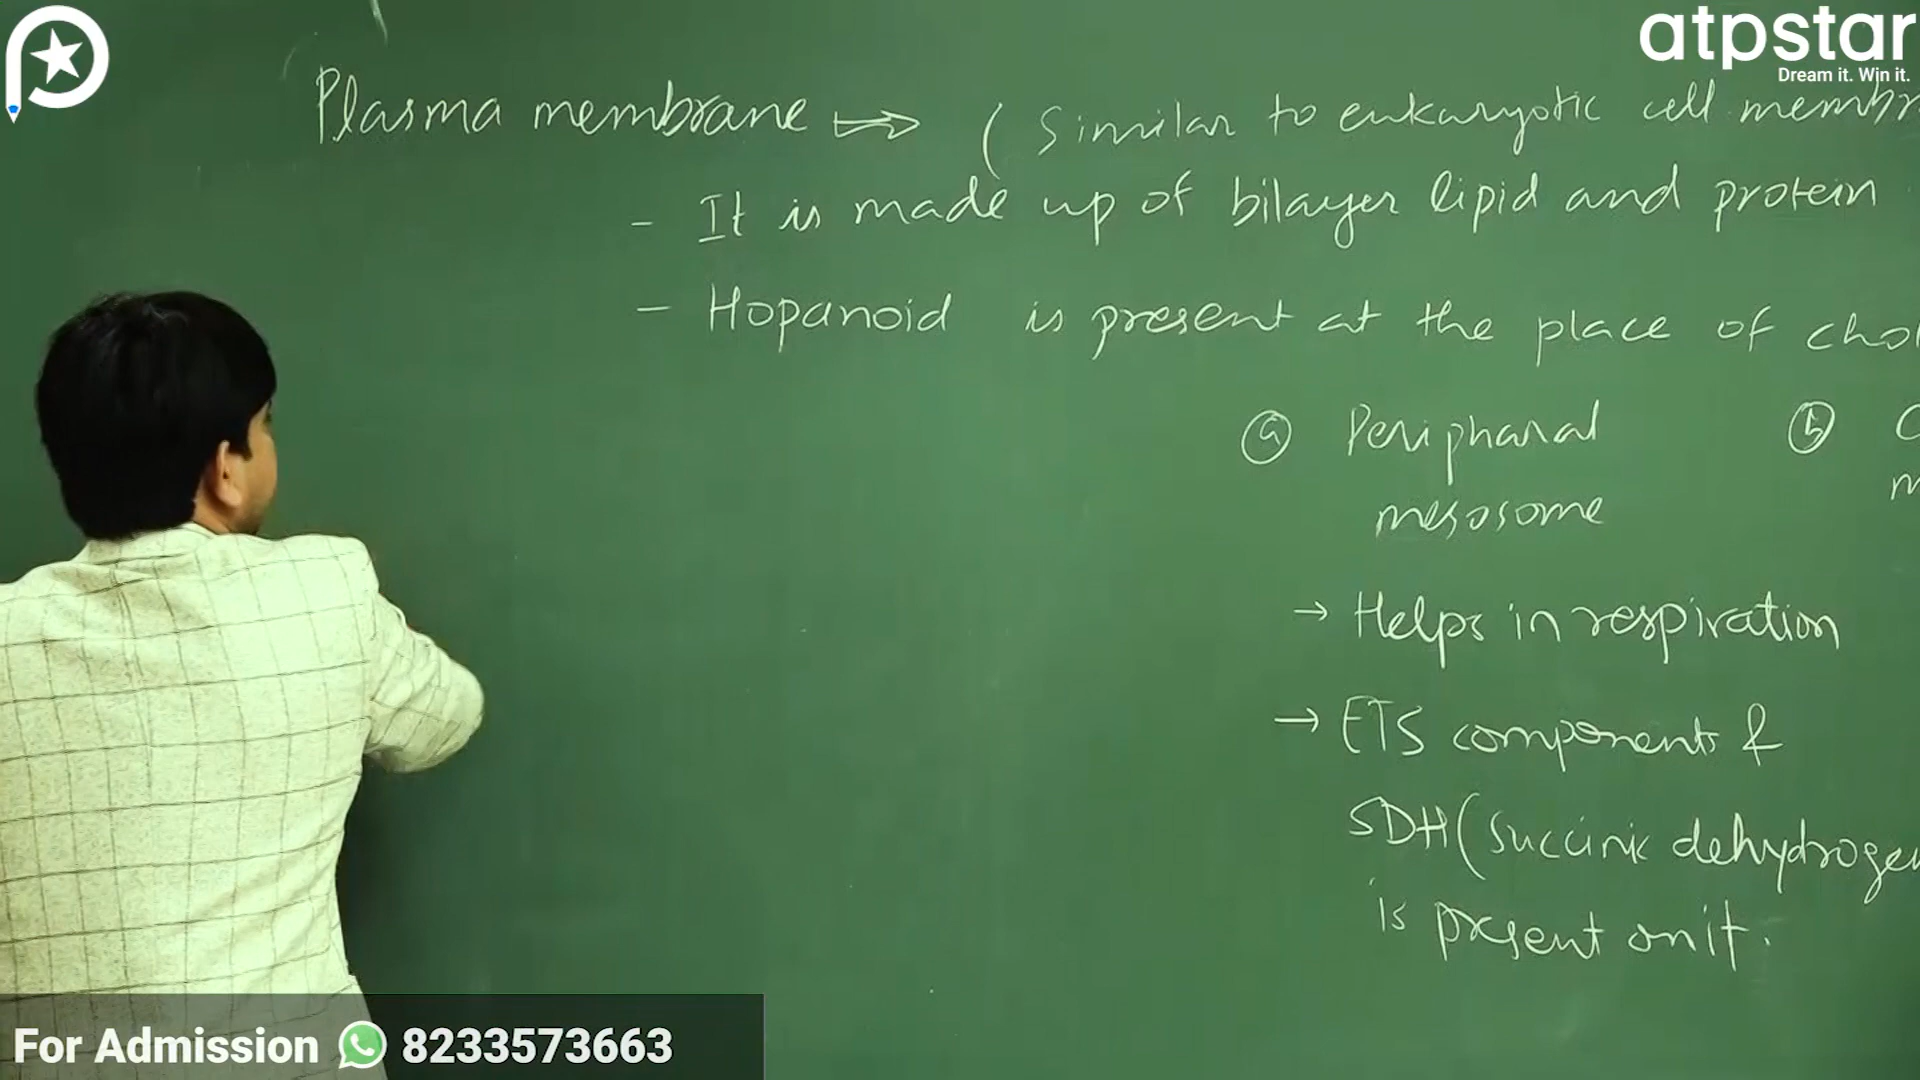 atpstar
Dream it. Win it.
Plasma membrane ⇒ ( Similar to eukaryotic cell membr
- It is made up of bilayer lipid and protein
- Hopanoid is present at the place of chol
(a) Peripharal
mesosome
(b) C
m
→ Helps in respiration
→ ETS components &
SDH (succinic dehydrogen
is present on it.
For Admission 8233573663